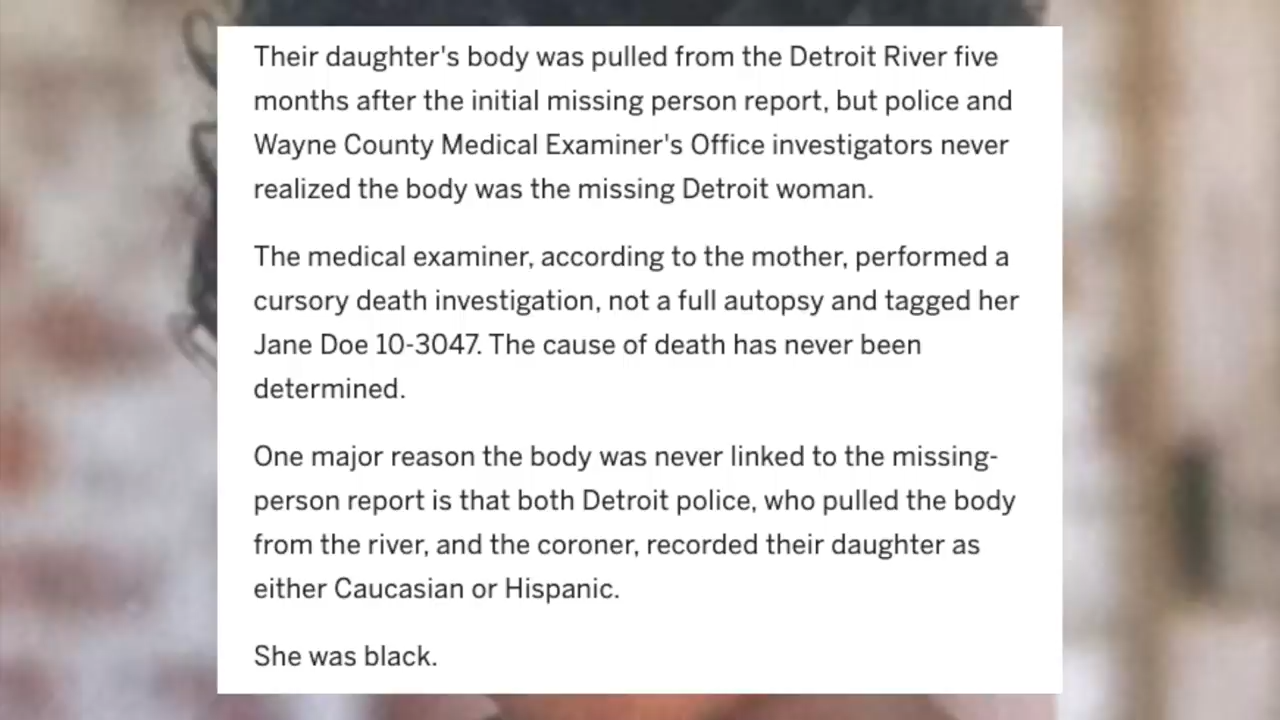 Their daughter's body was pulled from the Detroit River five
months after the initial missing person report, but police and
Wayne County Medical Examiner's Office investigators never
realized the body was the missing Detroit woman.
The medical examiner, according to the mother, performed a
cursory death investigation, not a full autopsy and tagged her
Jane Doe 10-3047. The cause of death has never been
determined.
One major reason the body was never linked to the missing-
person report is that both Detroit police, who pulled the body
from the river, and the coroner, recorded their daughter as
either Caucasian or Hispanic.
She was black.